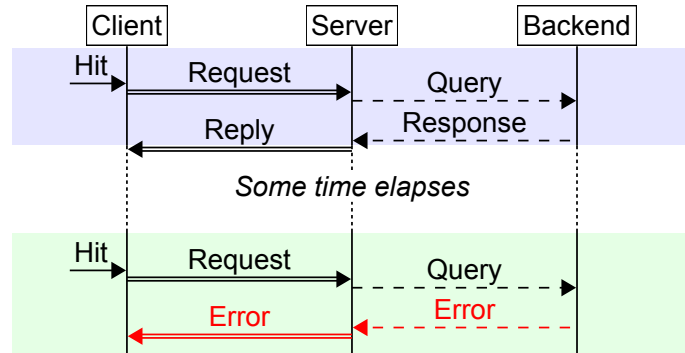 Client Server Backend
Hit
Request
Query
Response
Reply
Some time elapses
Hit
Request
Query
Error
Error